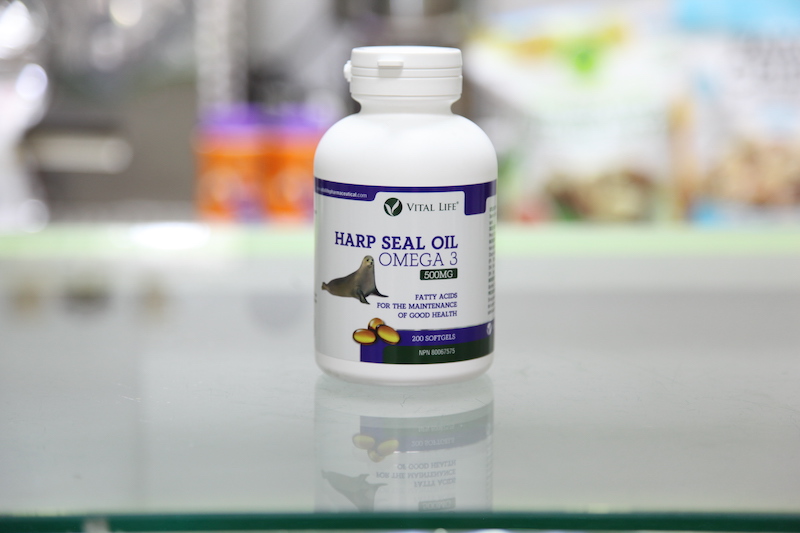 VITAL LIFE®
HARP SEAL OIL
OMEGA 3
500MG
FATTY ACIDS
FOR THE MAINTENANCE
OF GOOD HEALTH
200 SOFTGELS
NPN 80067575